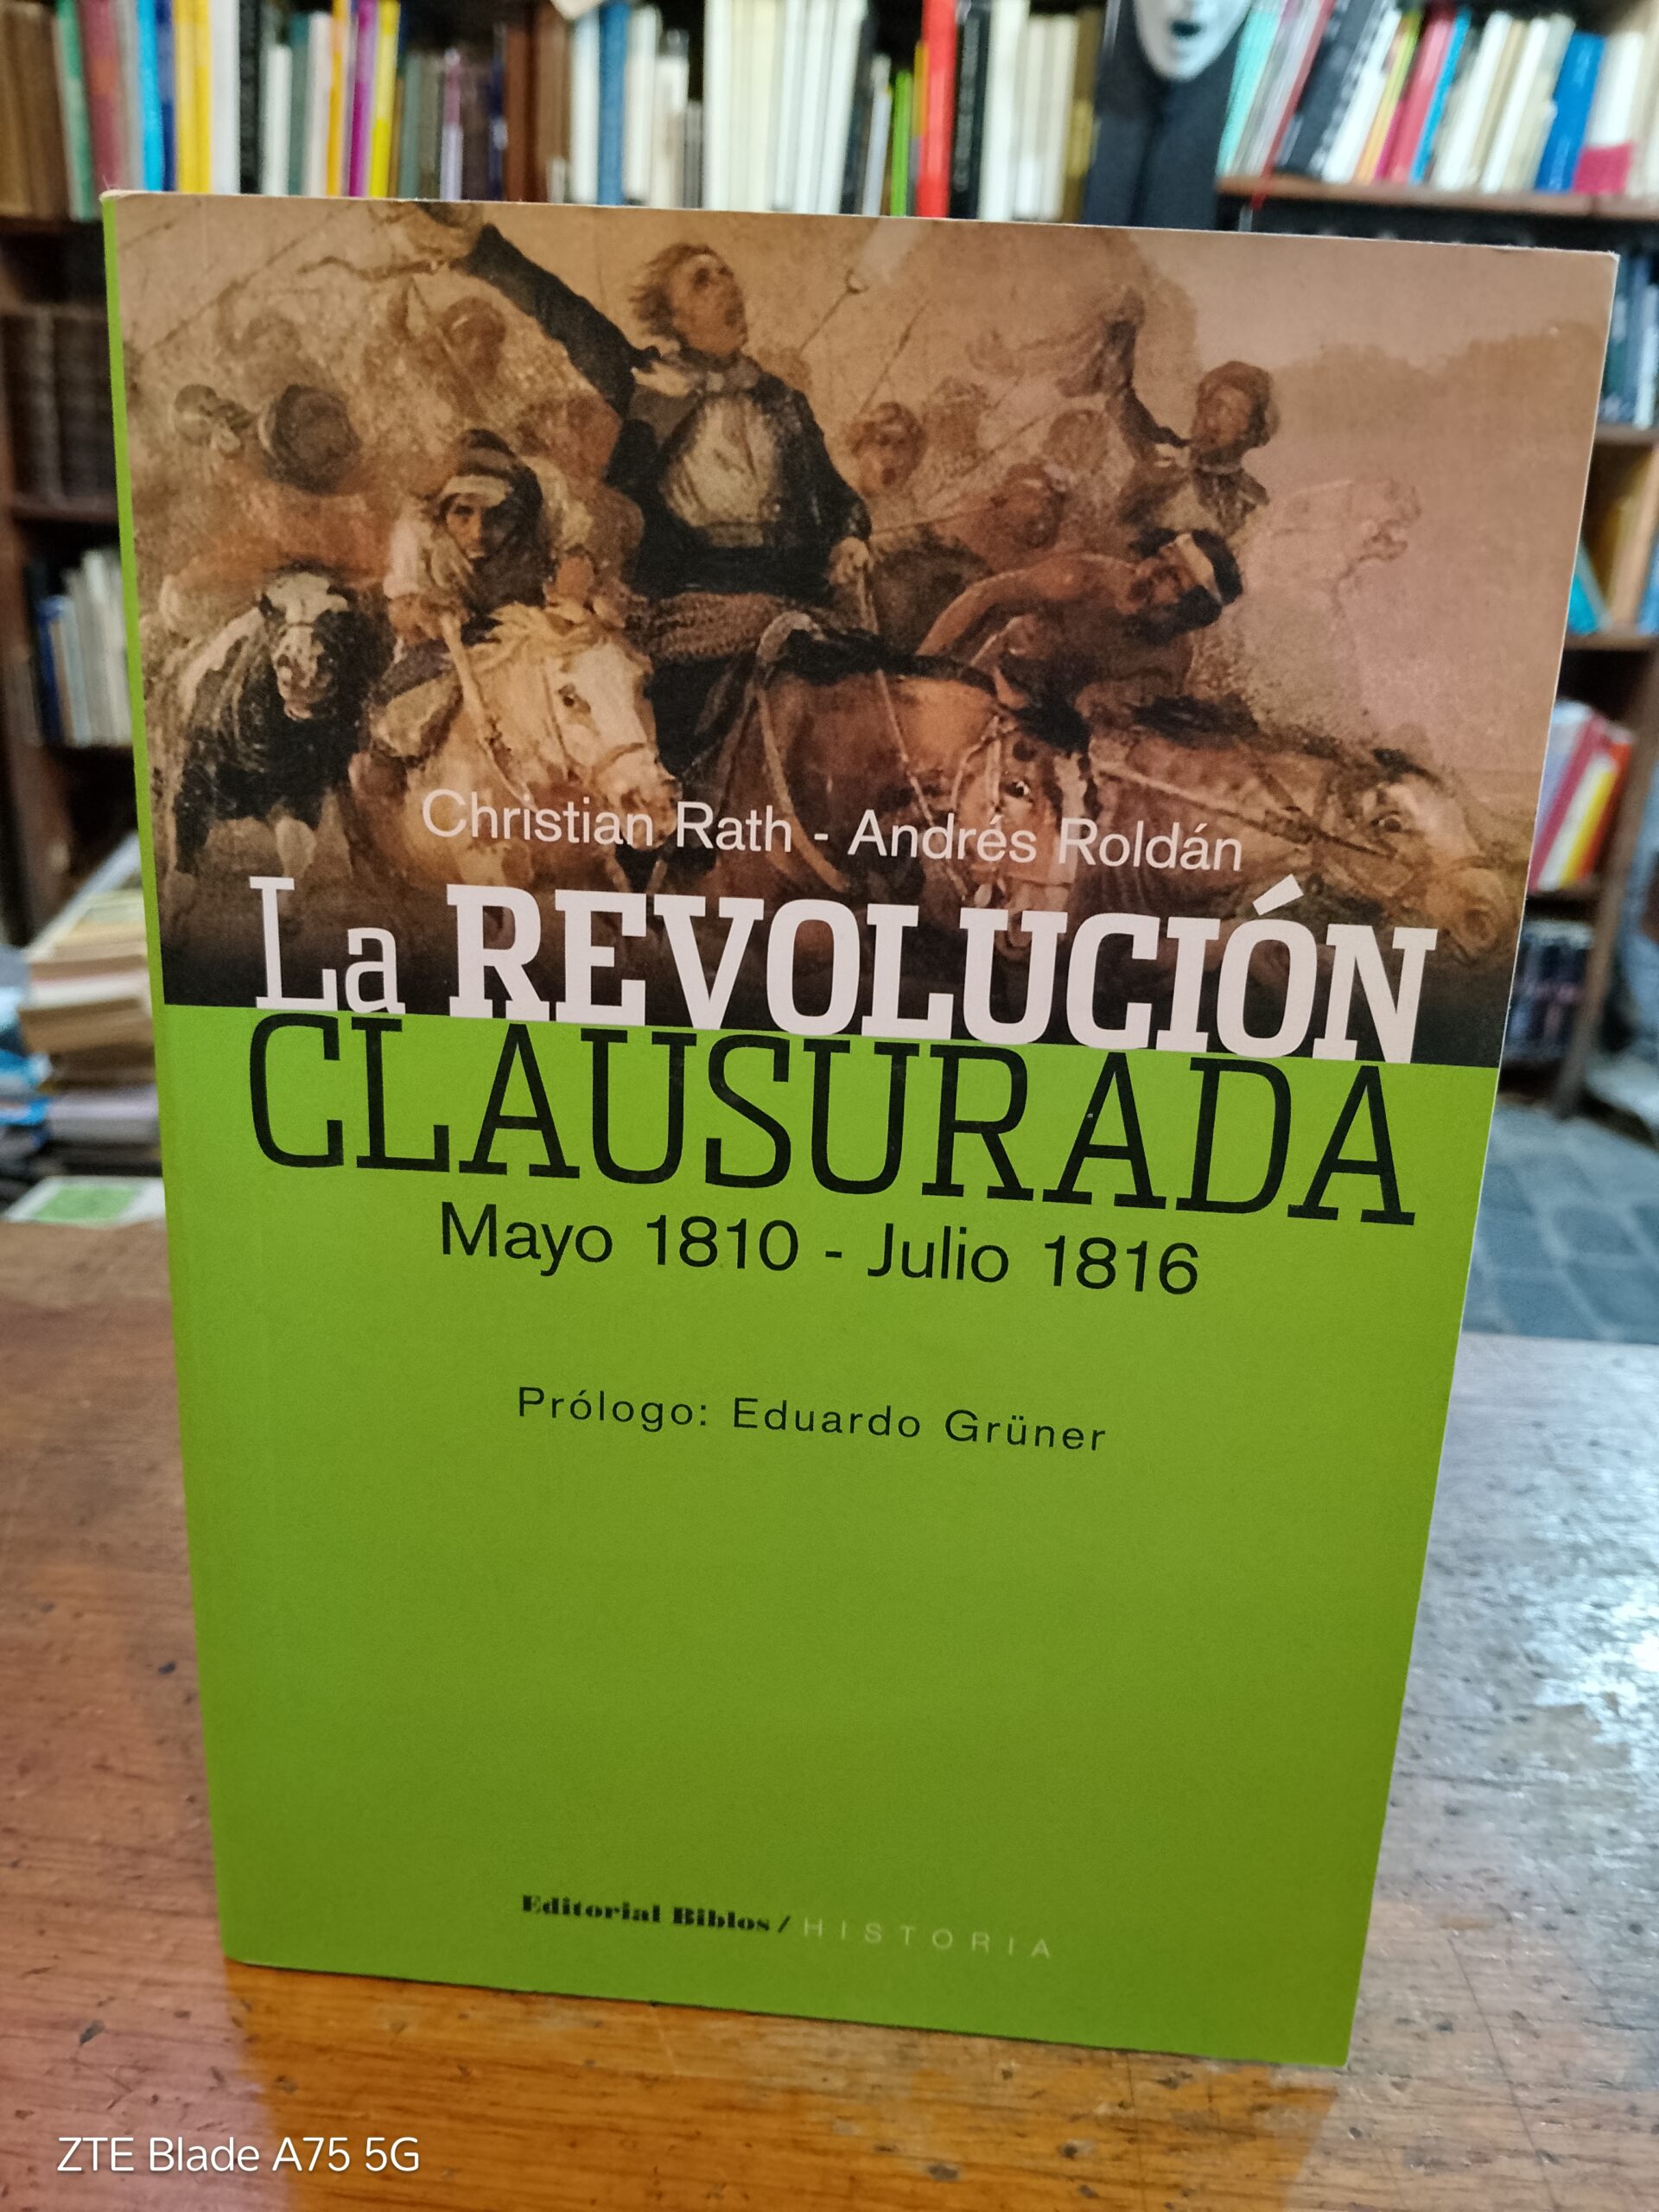 Christian Rath - Andrés Roldán
La REVOLUCIÓN
CLAUSURADA
Mayo 1810 - Julio 1816
Prólogo: Eduardo Grüner
Editorial Biblos / HISTORIA
ZTE Blade A75 5G